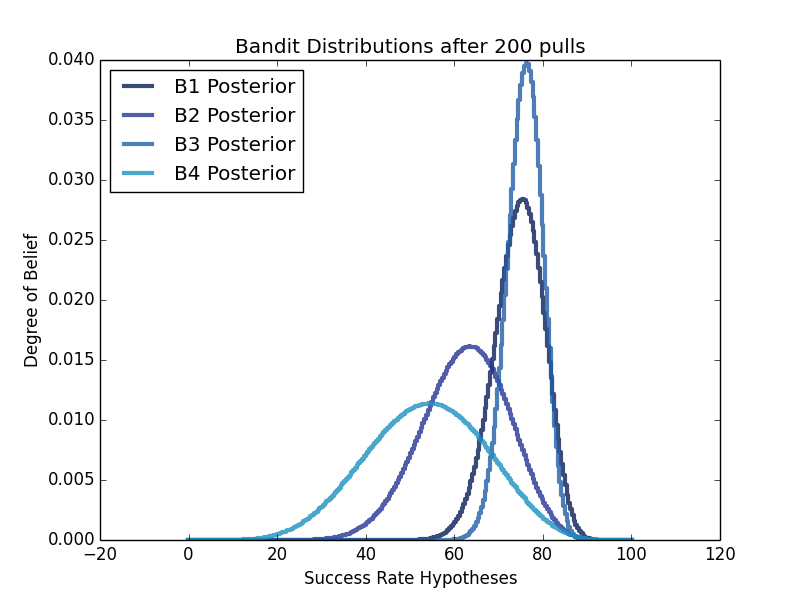 Bandit Distributions after 200 pulls
0.040
0.035
0.030
0.025
0.020
0.015
0.010
0.005
0.000
B1 Posterior
B2 Posterior
B3 Posterior
B4 Posterior
Degree of Belief
−20 0 20 40 60 80 100 120
Success Rate Hypotheses